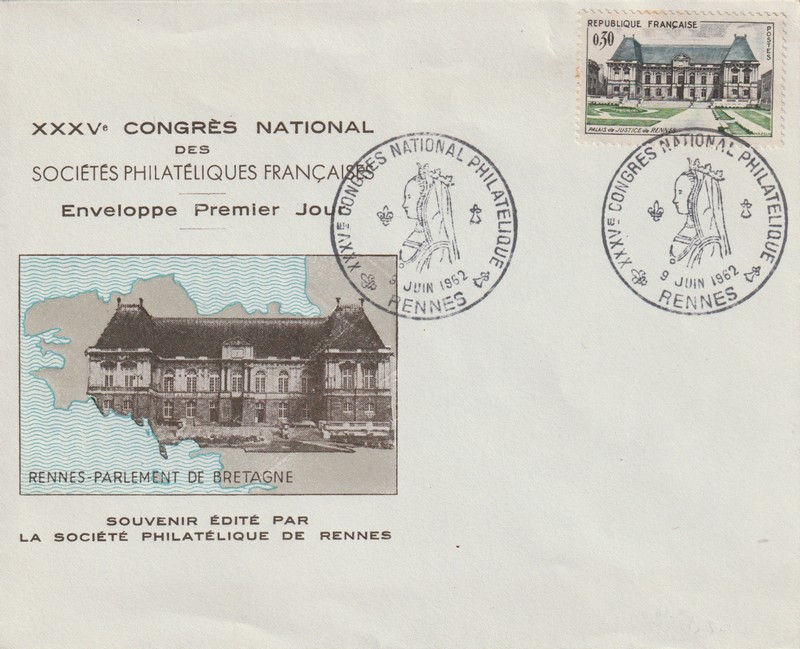 RÉPUBLIQUE FRANÇAISE
0,30
POSTES
PALAIS de JUSTICE de RENNES
XXXVe CONGRÈS NATIONAL
DES
SOCIÉTÉS PHILATÉLIQUES FRANÇAISES
Enveloppe Premier Jour
XXXVE CONGRES NATIONAL PHILATELIQUE
9 JUIN 1962
RENNES
XXXVE CONGRES NATIONAL PHILATELIQUE
9 JUIN 1962
RENNES
RENNES-PARLEMENT DE BRETAGNE
SOUVENIR ÉDITÉ PAR
LA SOCIÉTÉ PHILATÉLIQUE DE RENNES